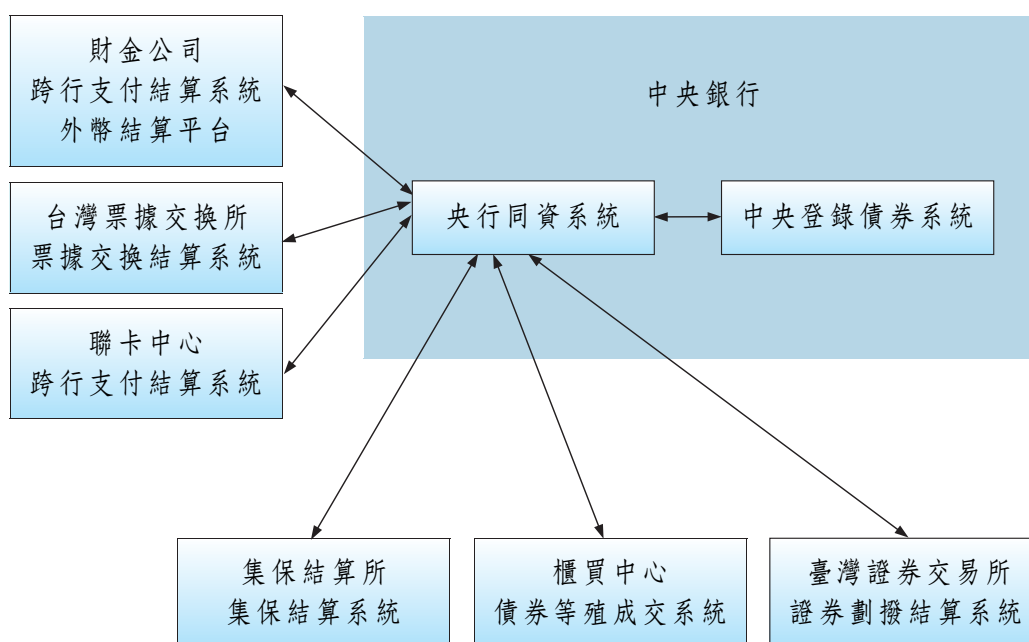 財金公司
跨行支付結算系統
外幣結算平台
中央銀行
台灣票據交換所
票據交換結算系統
央行同資系統
中央登錄債券系統
聯卡中心
跨行支付結算系統
集保結算所
集保結算系統
櫃買中心
債券等殖成交系統
臺灣證券交易所
證券劃撥結算系統